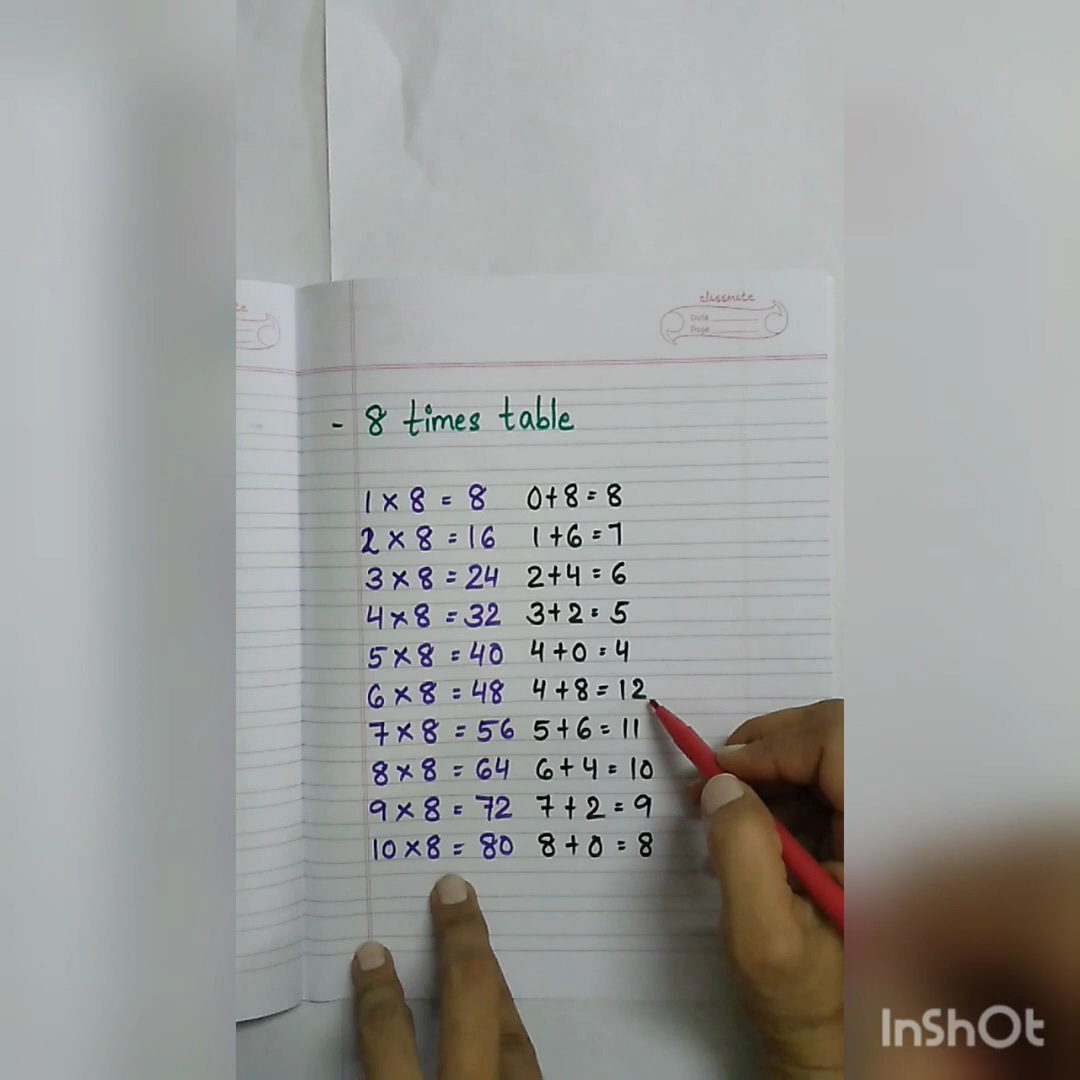 classmate
Date
Page
- 8 times table
1 × 8 = 8 0+8=8
2 × 8 = 16 1+6=7
3 × 8 = 24 2+4=6
4 × 8 = 32 3+2=5
5 × 8 = 40 4+0=4
6 × 8 = 48 4+8=12
7 × 8 = 56 5+6=11
8 × 8 = 64 6+4=10
9 × 8 = 72 7+2=9
10 × 8 = 80 8+0=8
InShOt